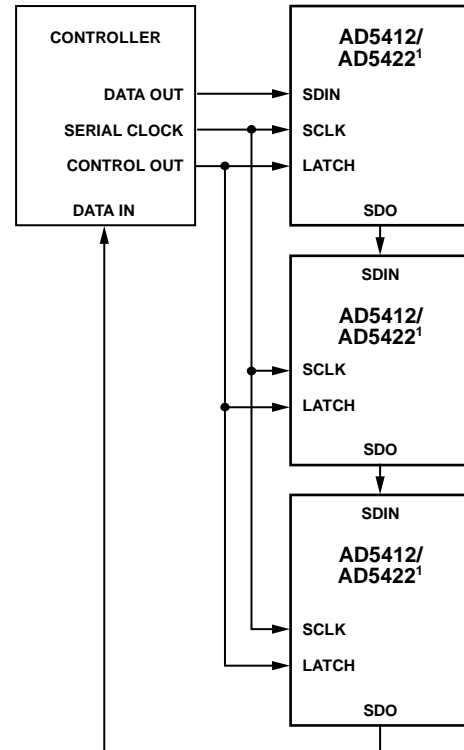 CONTROLLER
DATA OUT
SERIAL CLOCK
CONTROL OUT
DATA IN
AD5412/
AD5422¹
SDIN
SCLK
LATCH
SDO
SDIN
AD5412/
AD5422¹
SCLK
LATCH
SDO
SDIN
AD5412/
AD5422¹
SCLK
LATCH
SDO